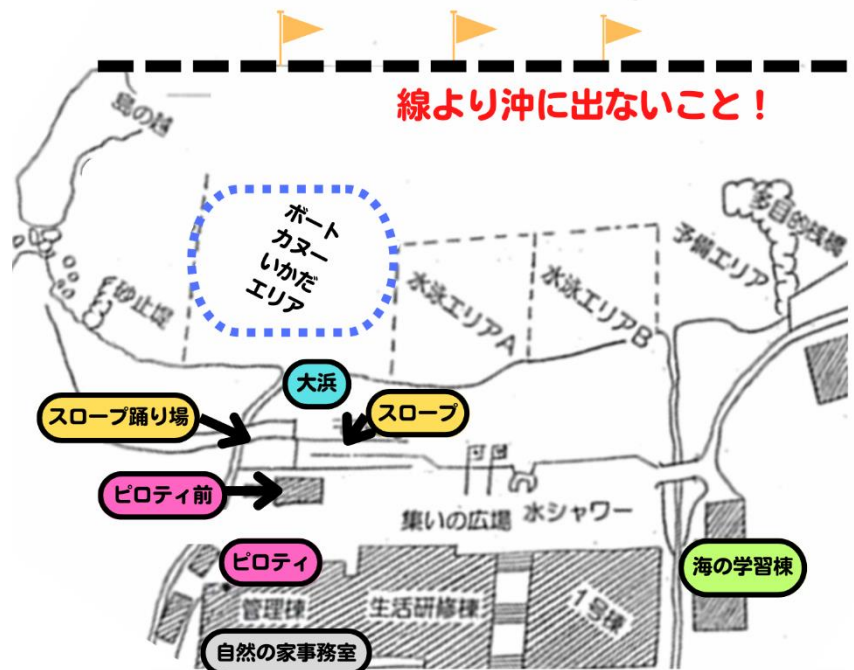 線より沖に出ないこと！
島の越
ボート
カヌー
いかだ
エリア
多目的桟橋
予備エリア
水泳エリアA
水泳エリアB
砂止堤
大浜
スロープ踊り場
スロープ
ピロティ前
集いの広場
水シャワー
ピロティ
海の学習棟
管理棟
生活研修棟
1号棟
自然の家事務室